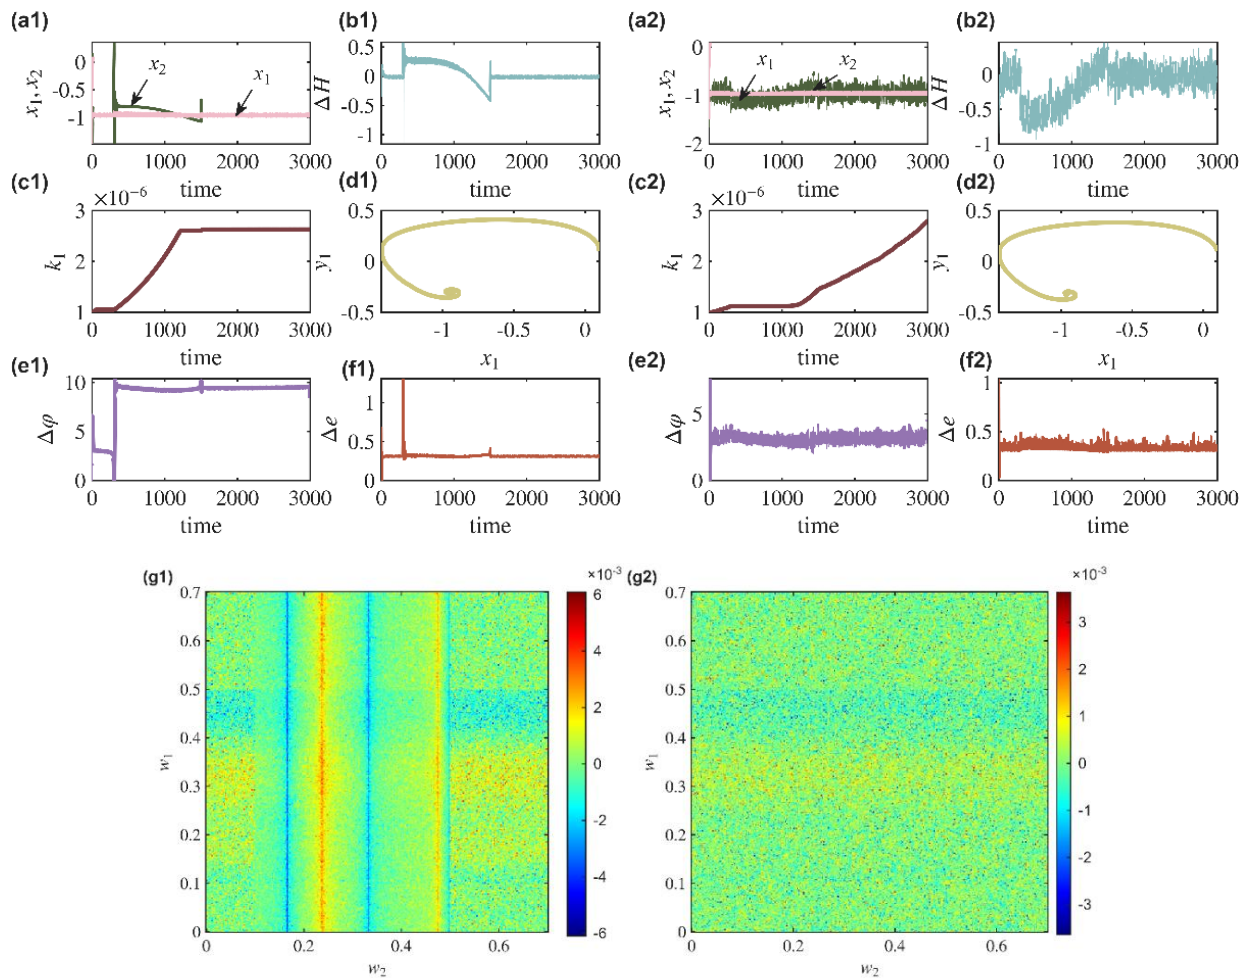 (a1)
0
-0.5
-1
x₁, x₂
x₂
x₁
0 1000 2000 3000
time
(b1)
0.5
0
-0.5
-1
Δ H
0 1000 2000 3000
time
(a2)
0
-1
-2
x₁, x₂
x₁
x₂
0 1000 2000 3000
time
(b2)
0
-0.5
-1
Δ H
0 1000 2000 3000
time
(c1)
×10⁻⁶
3
2
1
k₁
0 1000 2000 3000
time
(d1)
0.5
0
-0.5
y₁
-1 -0.5 0
x₁
(c2)
×10⁻⁶
3
2
1
k₁
0 1000 2000 3000
time
(d2)
0.5
0
-0.5
y₁
-1 -0.5 0
x₁
(e1)
10
5
0
Δφ
0 1000 2000 3000
time
(f1)
1
0.5
0
Δe
0 1000 2000 3000
time
(e2)
5
0
Δφ
0 1000 2000 3000
time
(f2)
1
0.5
0
Δe
0 1000 2000 3000
time
(g1)
0.7
0.6
0.5
0.4
0.3
0.2
0.1
0
w₁
0 0.2 0.4 0.6
w₂
×10⁻³
6
4
2
0
-2
-4
-6
(g2)
0.7
0.6
0.5
0.4
0.3
0.2
0.1
0
w₁
0 0.2 0.4 0.6
w₂
×10⁻³
3
2
1
0
-1
-2
-3